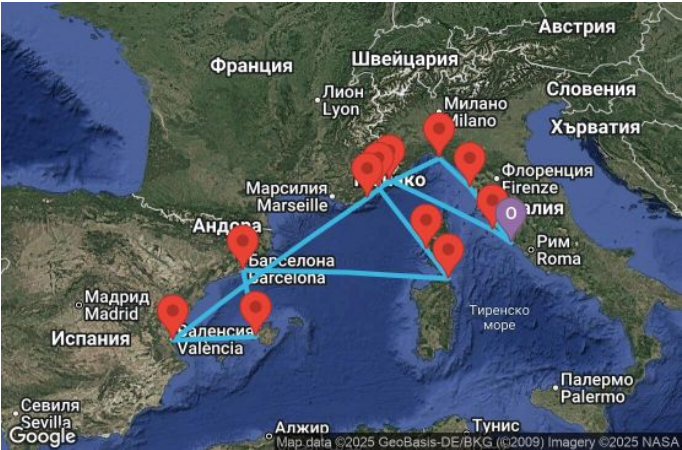 Австрия
Франция
Швейцария
Лион
Lyon
Словения
Милано
Milano
Хърватия
Флоренция
Firenze
Марсилия
Marseille
Андора
Барселона
Barcelona
Рим
Roma
О
Мадрид
Madrid
Валенсия
València
Испания
Тиренско
море
Палермо
Palermo
Севиля
Sevilla
Алжир
Тунис
Google
Map data ©2025 GeoBasis-DE/BKG (©2009) Imagery ©2025 NASA